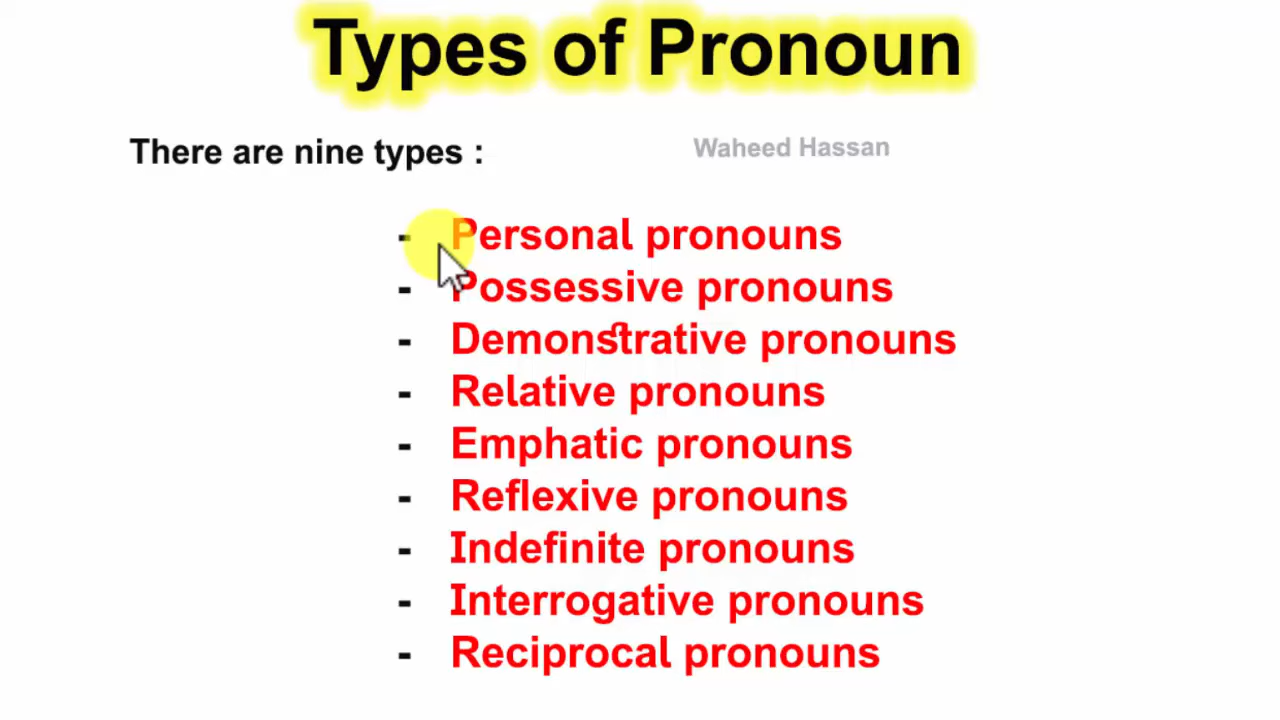 Types of Pronoun
There are nine types :
Waheed Hassan
- Personal pronouns
- Possessive pronouns
- Demonstrative pronouns
- Relative pronouns
- Emphatic pronouns
- Reflexive pronouns
- Indefinite pronouns
- Interrogative pronouns
- Reciprocal pronouns